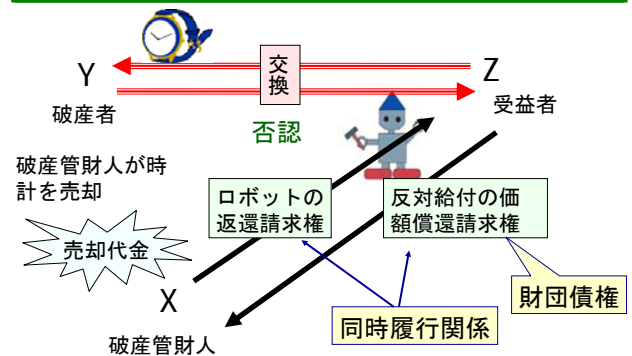 Y
交
換
Z
破産者
受益者
否認
破産管財人が時
計を売却
ロボットの
返還請求権
反対給付の価
額償還請求権
売却代金
X
財団債権
同時履行関係
破産管財人